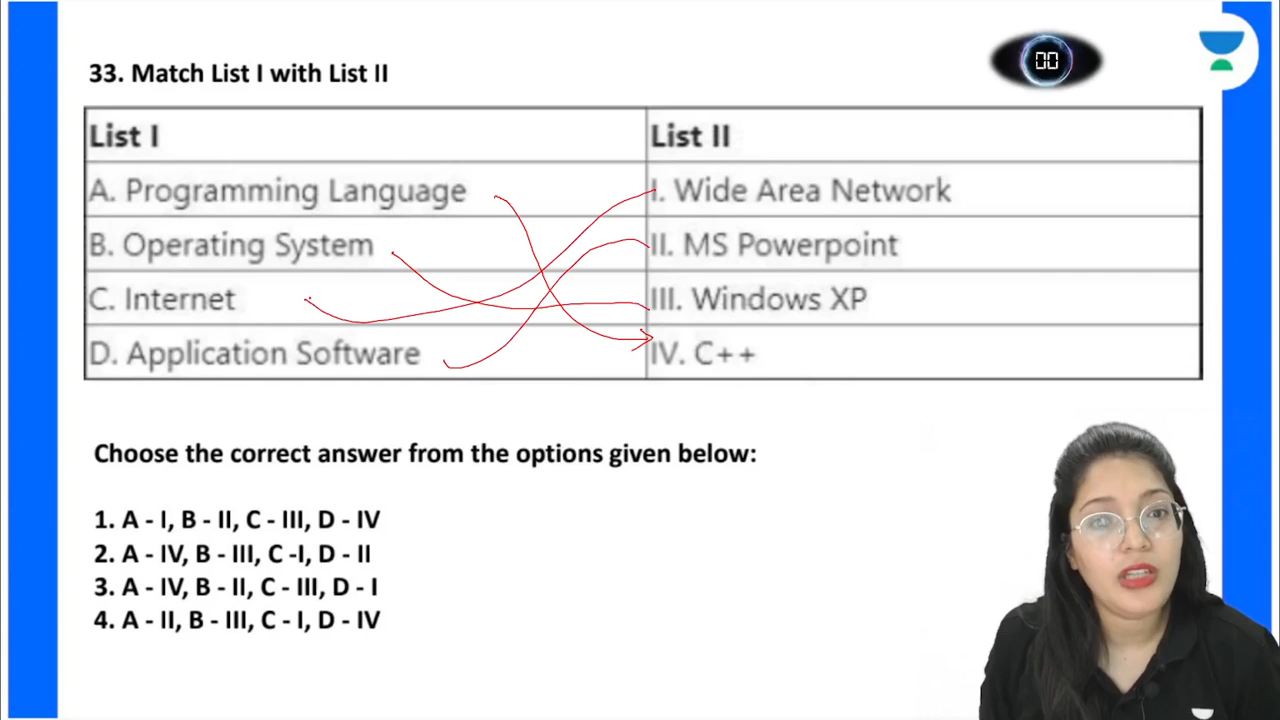 33. Match List I with List II
00
List I List II
A. Programming Language I. Wide Area Network
B. Operating System II. MS Powerpoint
C. Internet III. Windows XP
D. Application Software IV. C++
Choose the correct answer from the options given below:
1. A - I, B - II, C - III, D - IV
2. A - IV, B - III, C -I, D - II
3. A - IV, B - II, C - III, D - I
4. A - II, B - III, C - I, D - IV